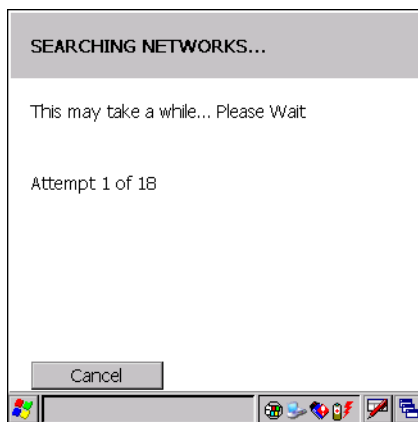 SEARCHING NETWORKS...
This may take a while... Please Wait
Attempt 1 of 18
Cancel